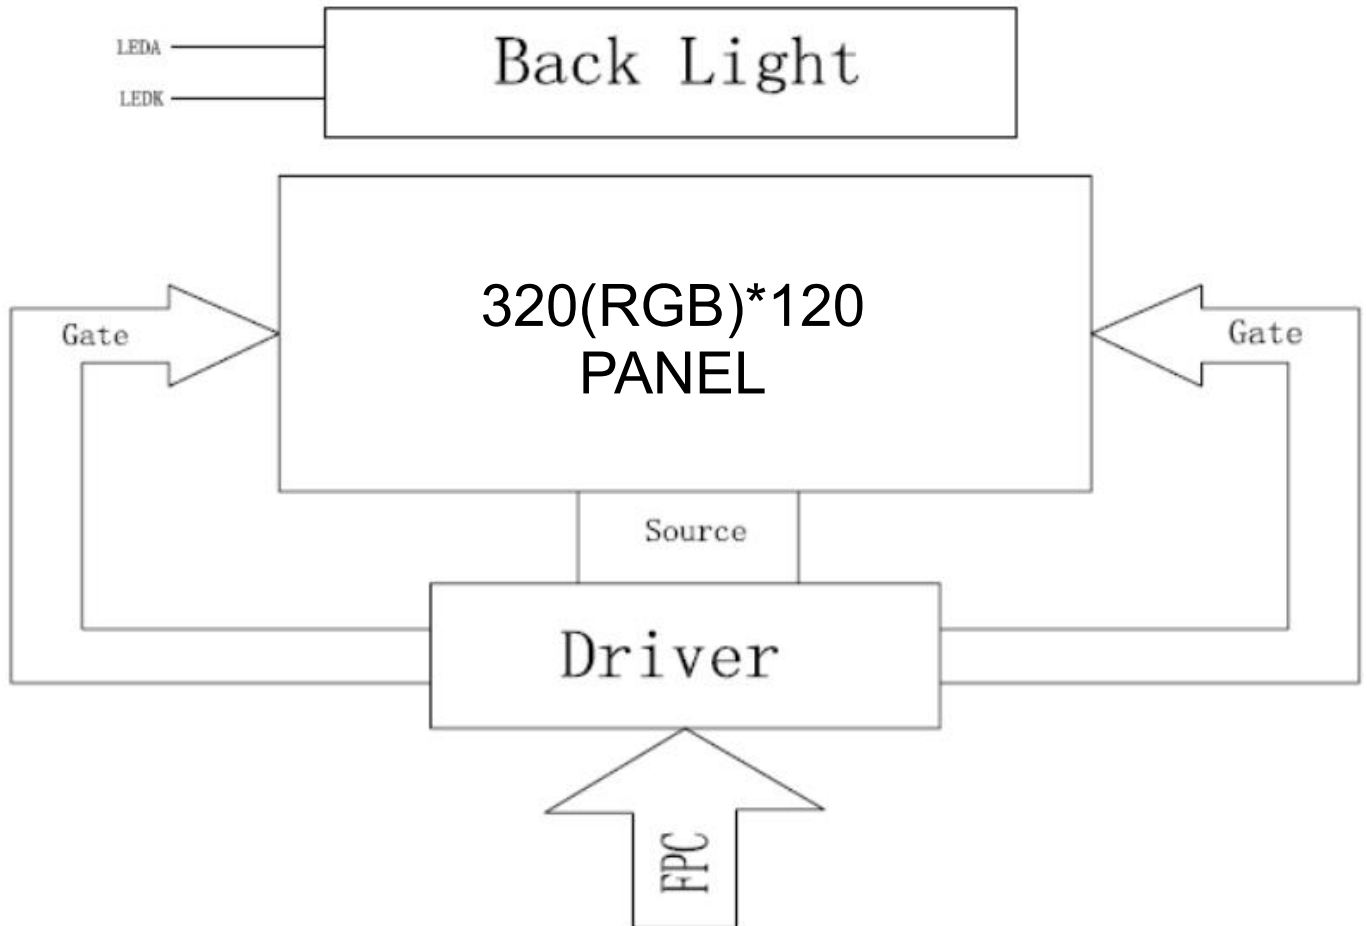 LEDA
LEDK
Back Light
320(RGB)*120
PANEL
Gate
Gate
Source
Driver
FPC